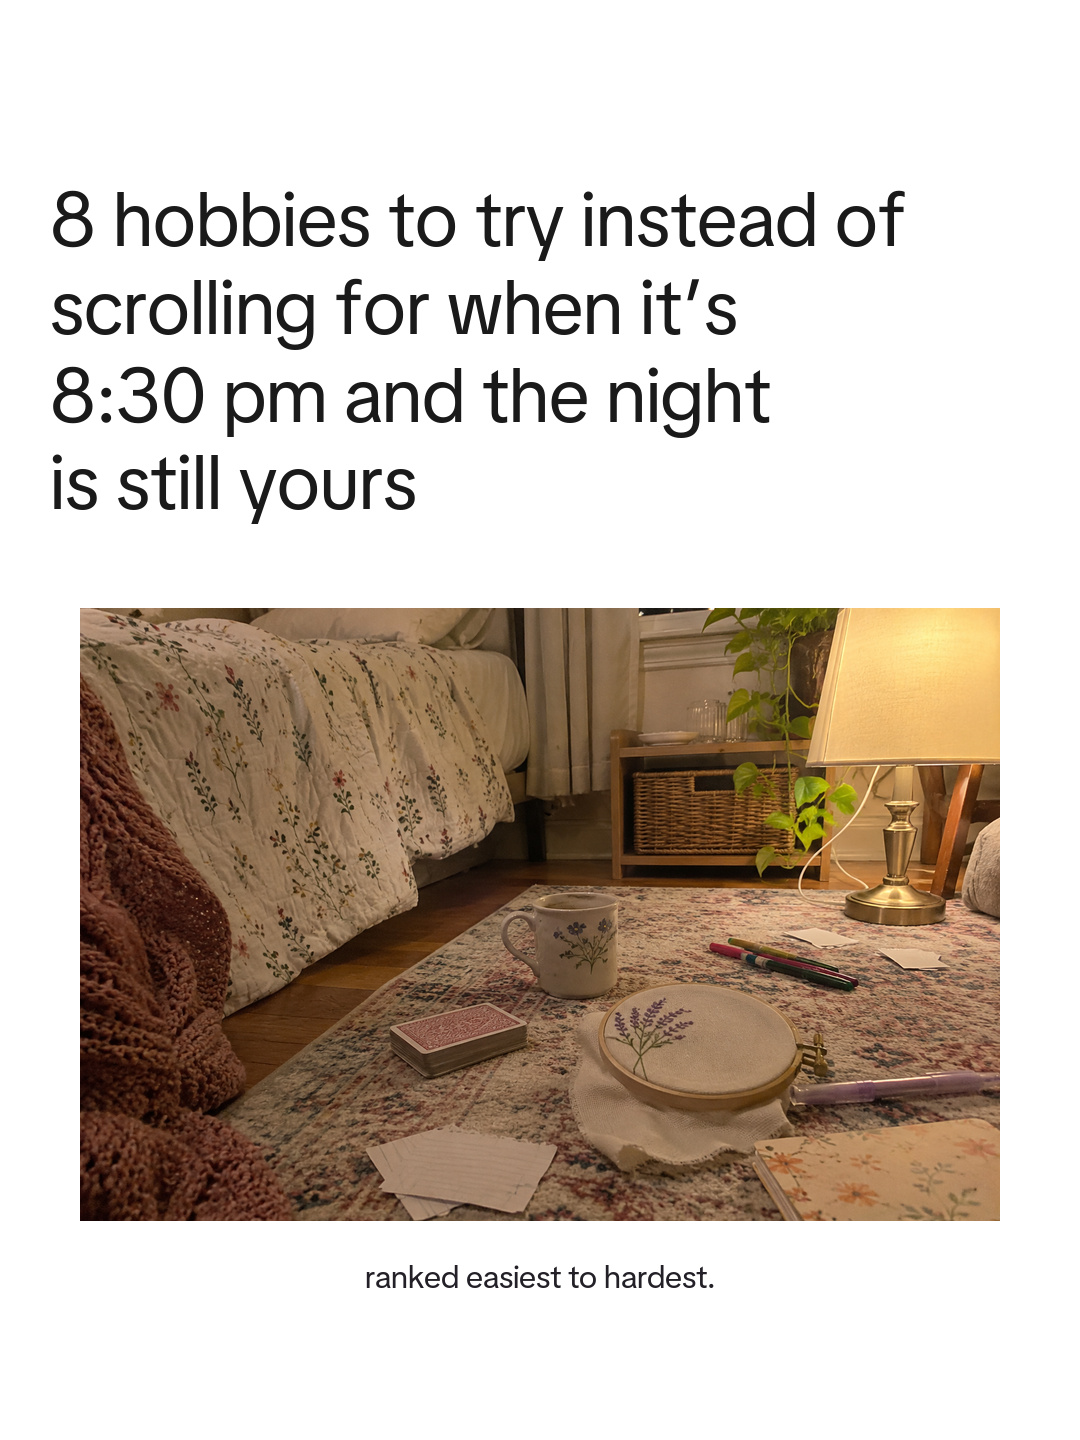 8 hobbies to try instead of
scrolling for when it’s
8:30 pm and the night
is still yours
ranked easiest to hardest.